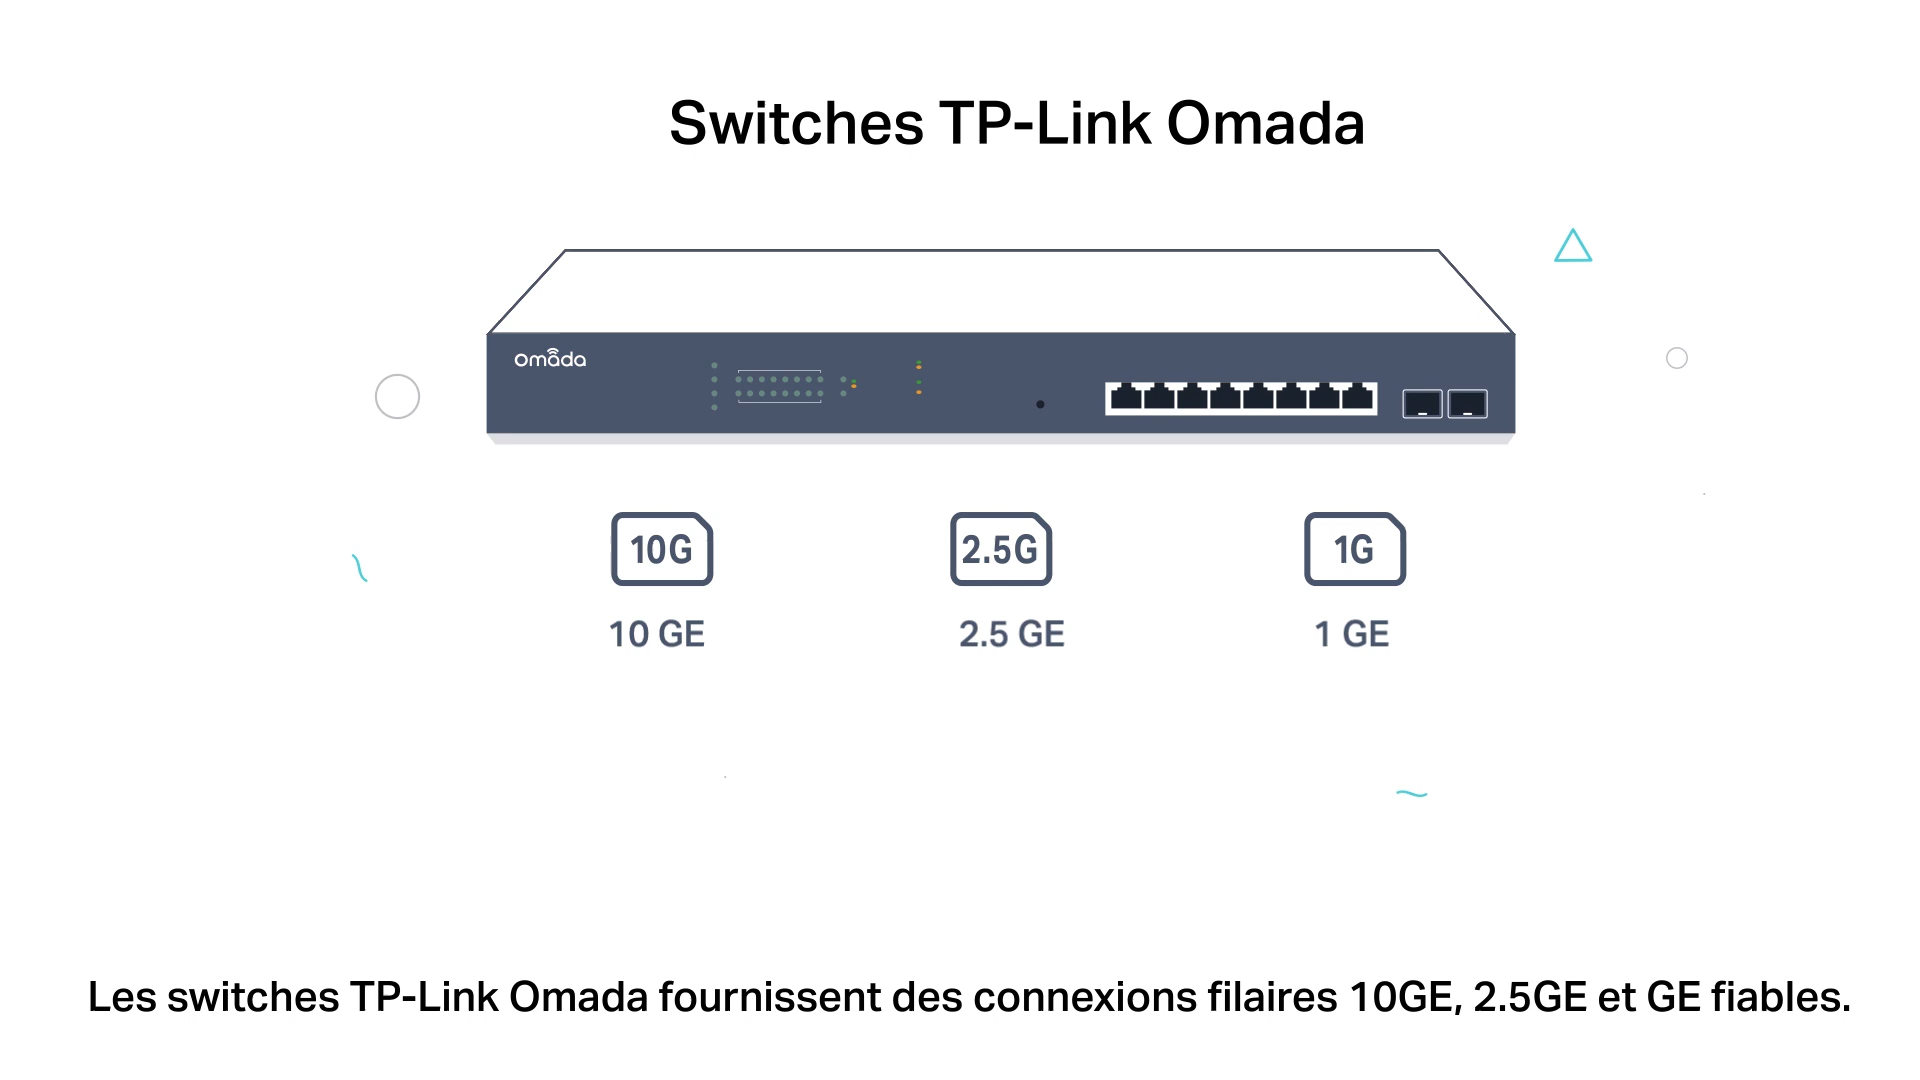 Switches TP-Link Omada
omada
10G
2.5G
1G
10 GE
2.5 GE
1 GE
Les switches TP-Link Omada fournissent des connexions filaires 10GE, 2.5GE et GE fiables.